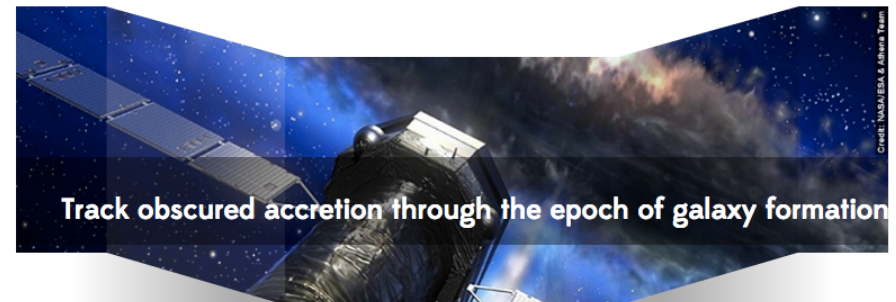 Track obscured accretion through the epoch of galaxy formation
Credit: NASA/ESA & Athena Team